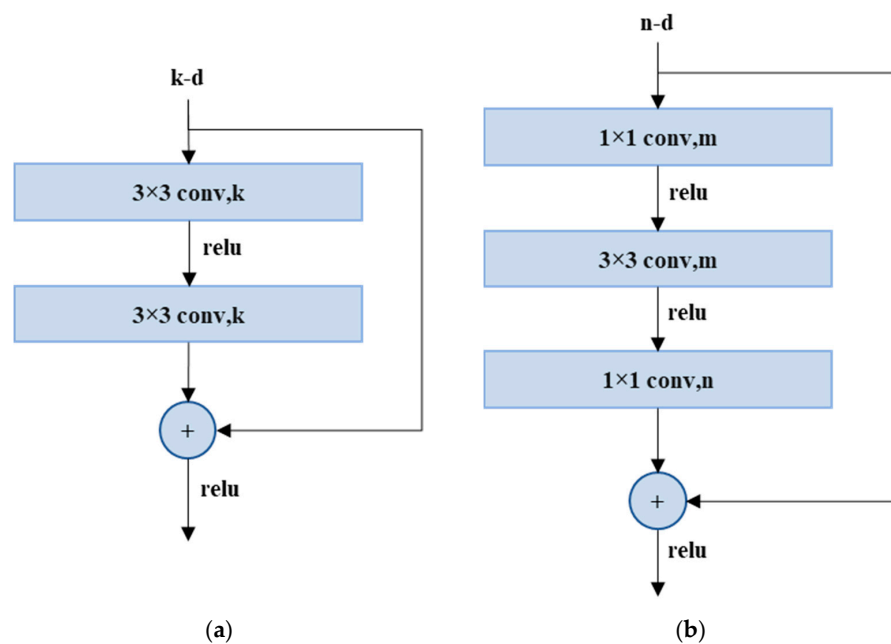 k-d
3×3 conv,k
relu
3×3 conv,k
+
relu
(a)
n-d
1×1 conv,m
relu
3×3 conv,m
relu
1×1 conv,n
+
relu
(b)